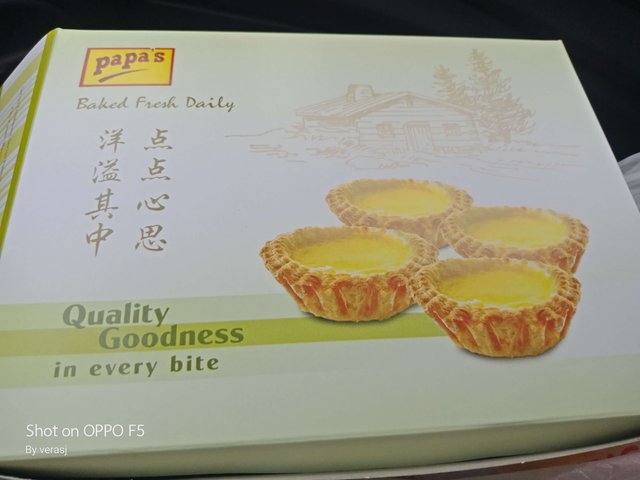 papa's
Baked Fresh Daily
点点心思
洋溢其中
Quality
Goodness
in every bite
Shot on OPPO F5
By verasj